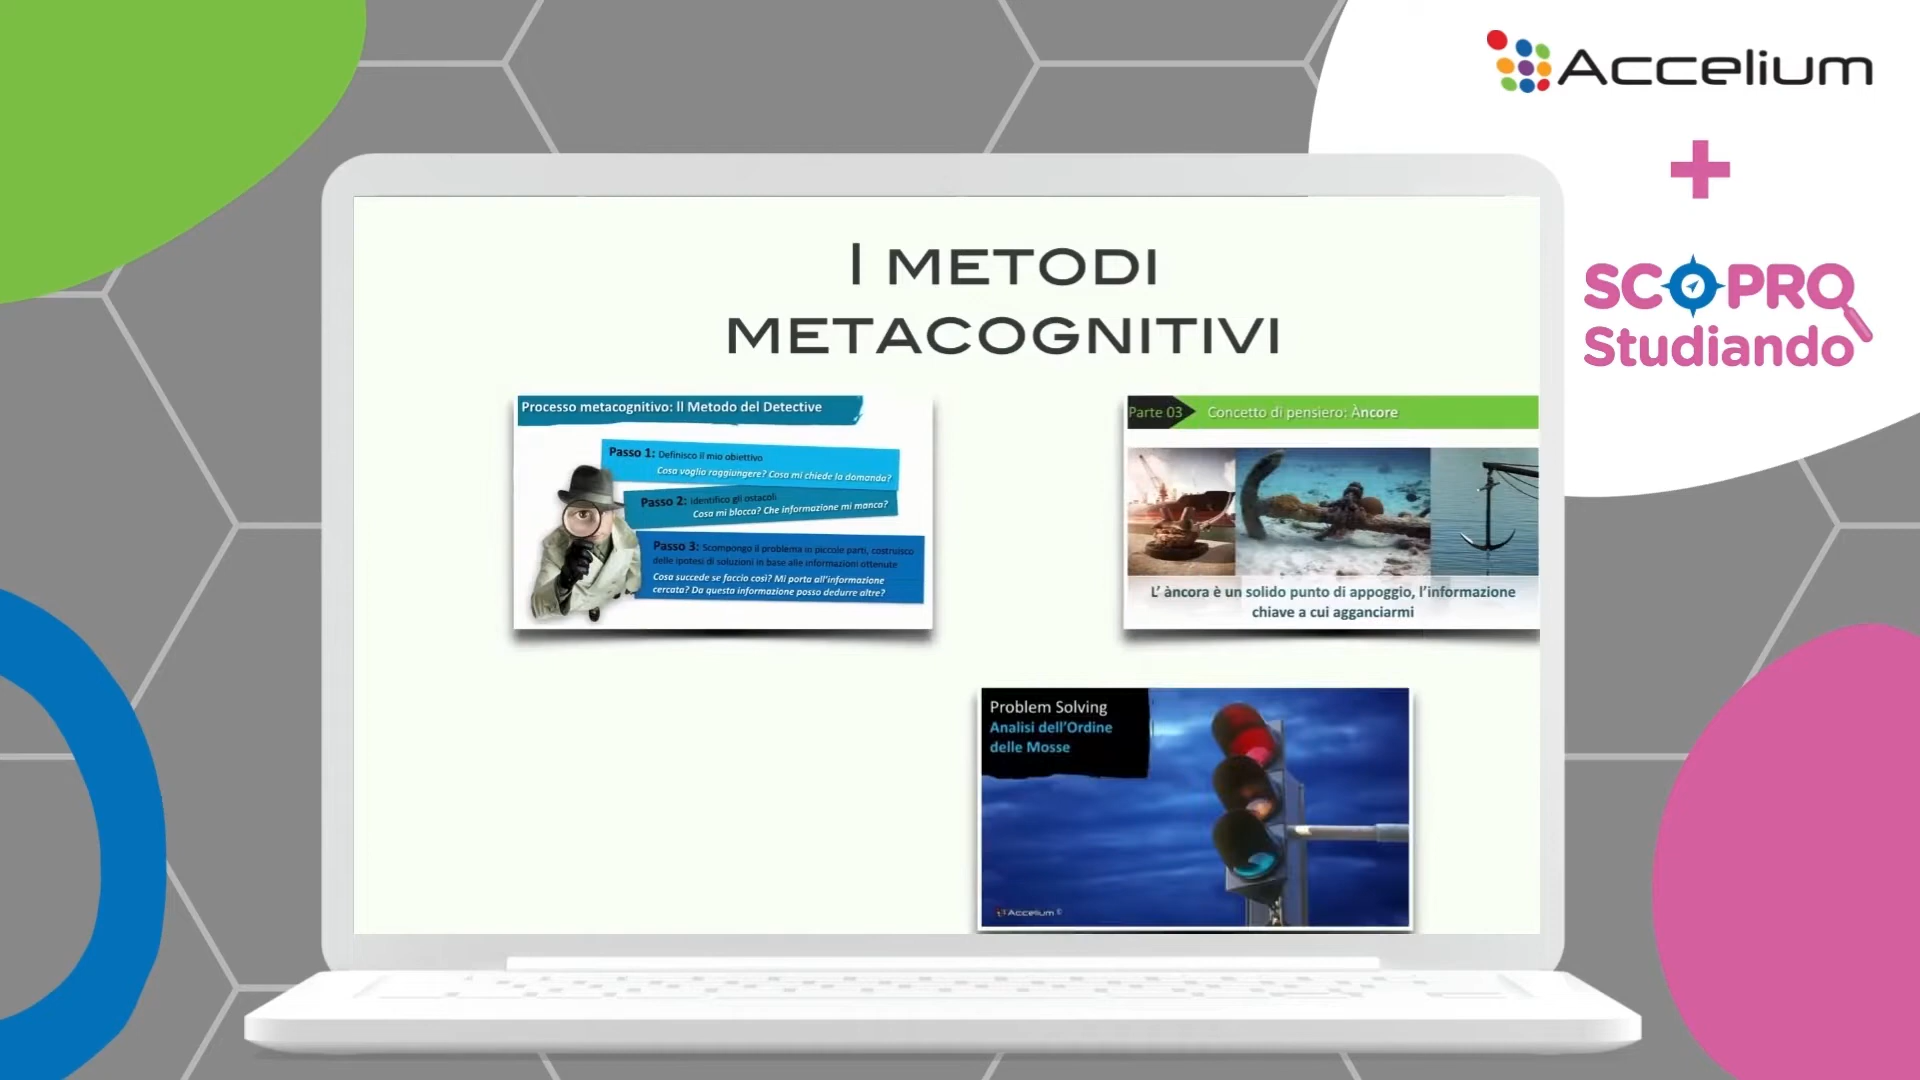 Accelium
+
SCOPRO
Studiando
I METODI
METACOGNITIVI
Processo metacognitivo: Il Metodo del Detective
Passo 1: Definisco il mio obiettivo
Cosa voglio raggiungere? Cosa mi chiede la domanda?
Passo 2: identifico gli ostacoli
Cosa mi blocca? Che informazione mi manca?
Passo 3: Scompongo il problema in piccole parti, costruisco
delle ipotesi di soluzioni in base alle informazioni ottenute
Cosa succede se faccio così? Mi porta all'informazione
cercata? Da questa informazione posso dedurre altre?
Parte 03 Concetto di pensiero: Àncore
L' àncora è un solido punto di appoggio, l'informazione
chiave a cui agganciarmi
Problem Solving
Analisi dell'Ordine
delle Mosse
Accelium ©